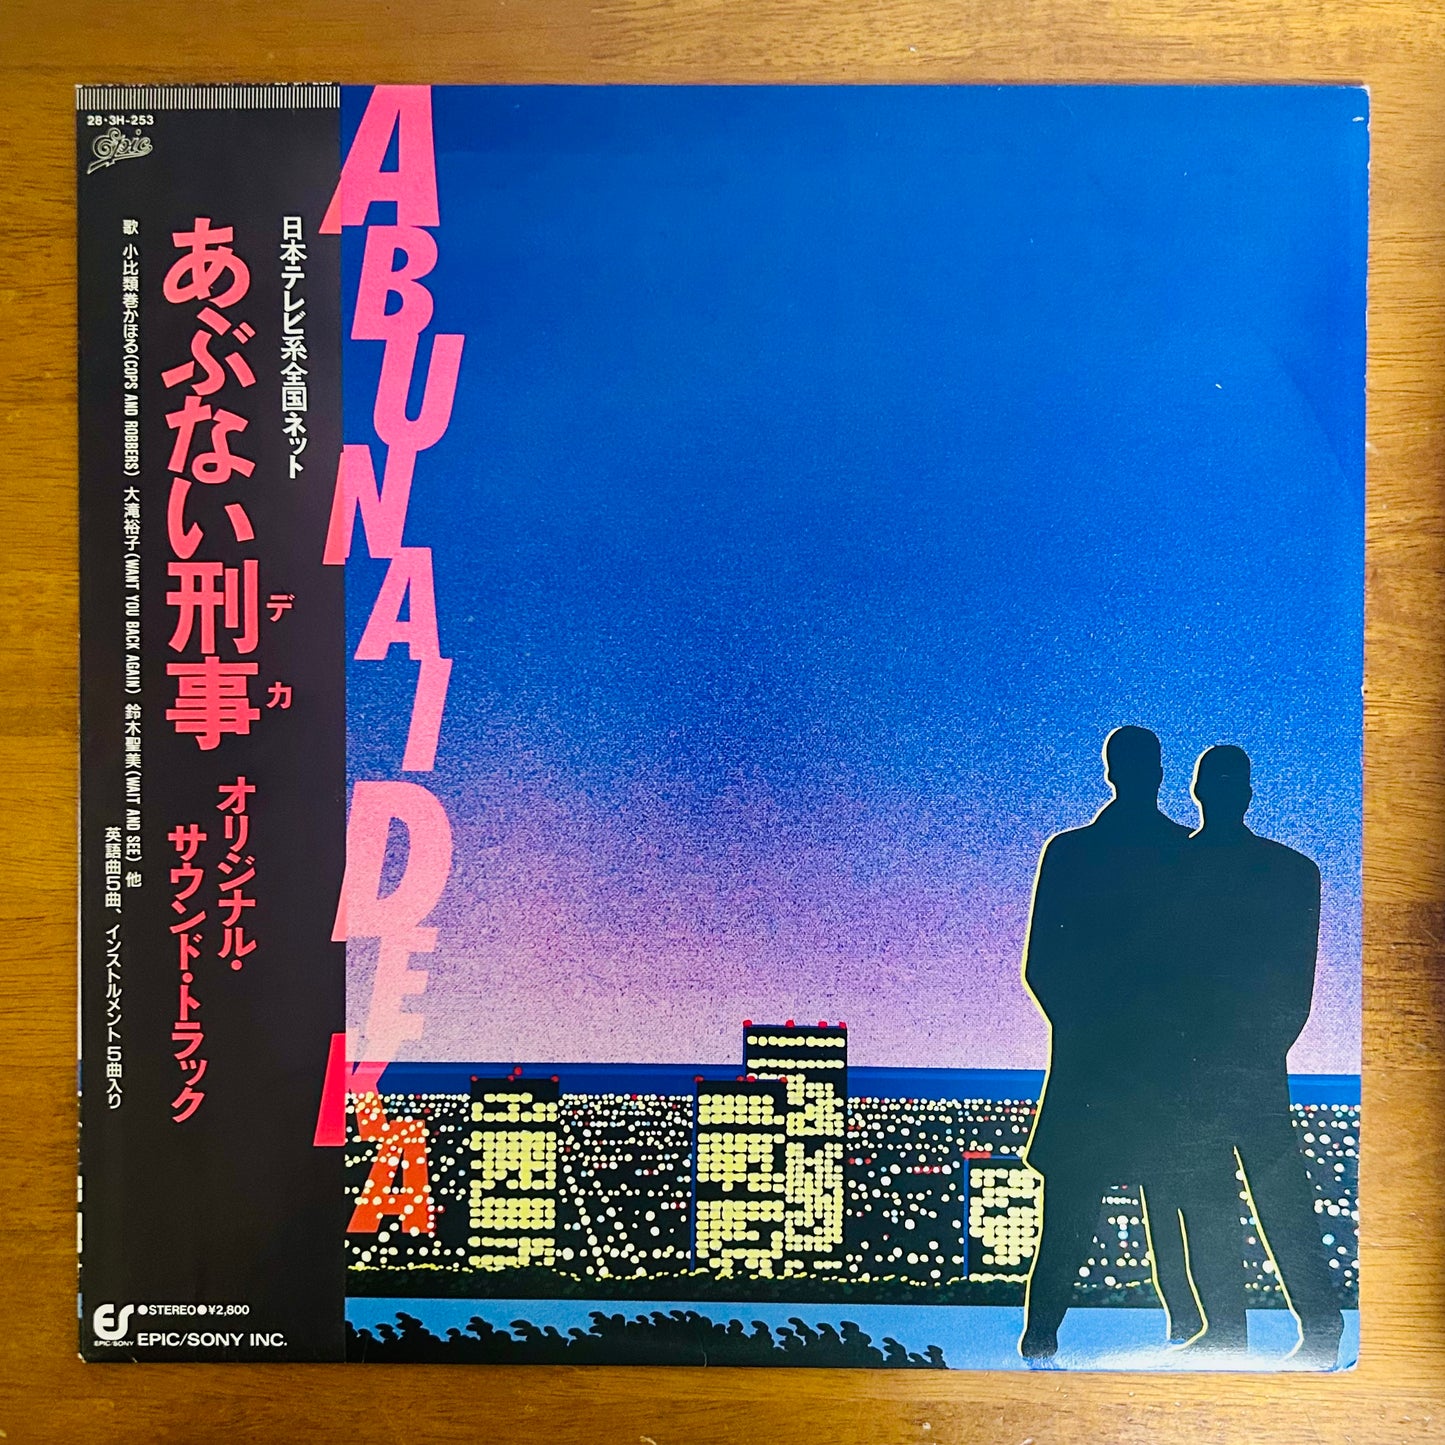 28・3H-253
Epic
日本テレビ系全国ネット
あぶない刑事
デカ
オリジナル・
サウンド・トラック
歌 小比類巻かほる(COPS AND ROBBERS) 大滝裕子(WANT YOU BACK AGAIN) 鈴木聖美(WAIT AND SEE) 他
英語曲5曲、インストルメント5曲入り
ES
EPIC/SONY
●STEREO●¥2,800
EPIC/SONY INC.
ABUNAI DEKA